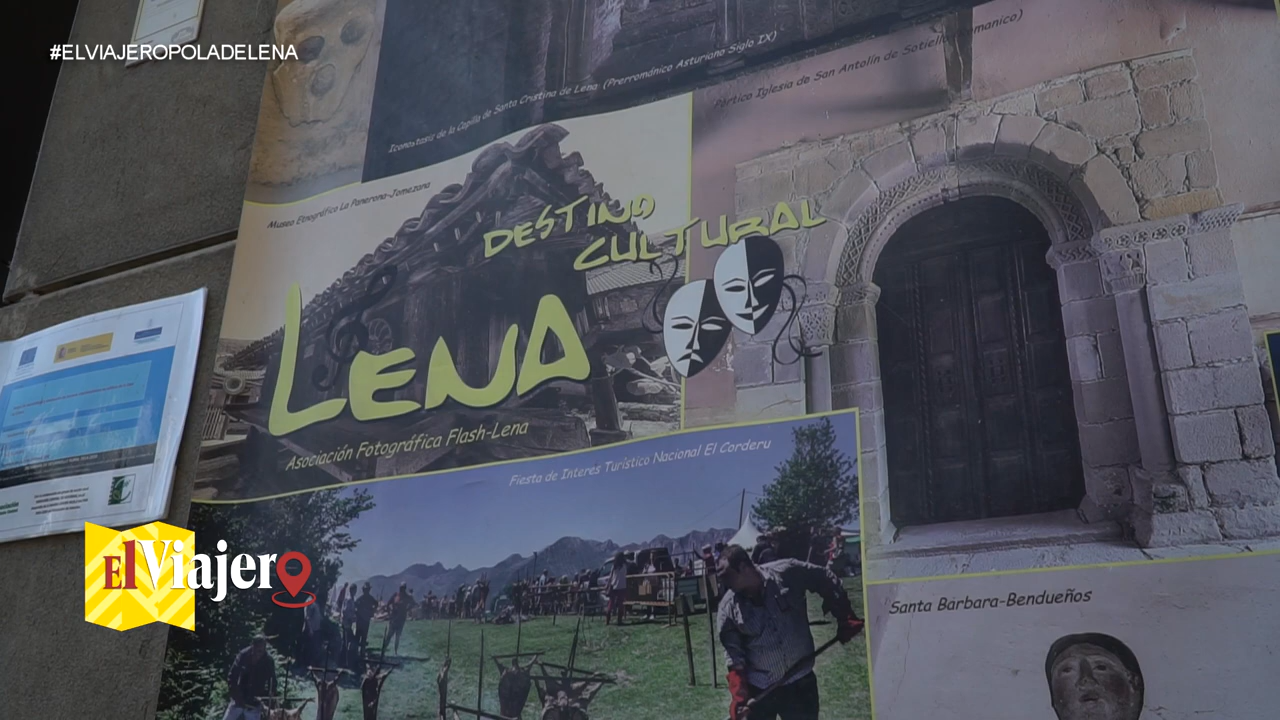 #ELVIAJEROPOLADELENA
Iconostasis de la Capilla de Santa Cristina de Lena (Prerrománico Asturiano Siglo IX)
Pórtico Iglesia de San Antolín de Sotiello
Museo Etnográfico La Panerona-Jomezana
DESTINO
CULTURAL
LENA
Asociación Fotográfica Flash-Lena
Fiesta de Interes Turístico Nacional El Corderu
Santa Bárbara-Bendueños
El Viajero